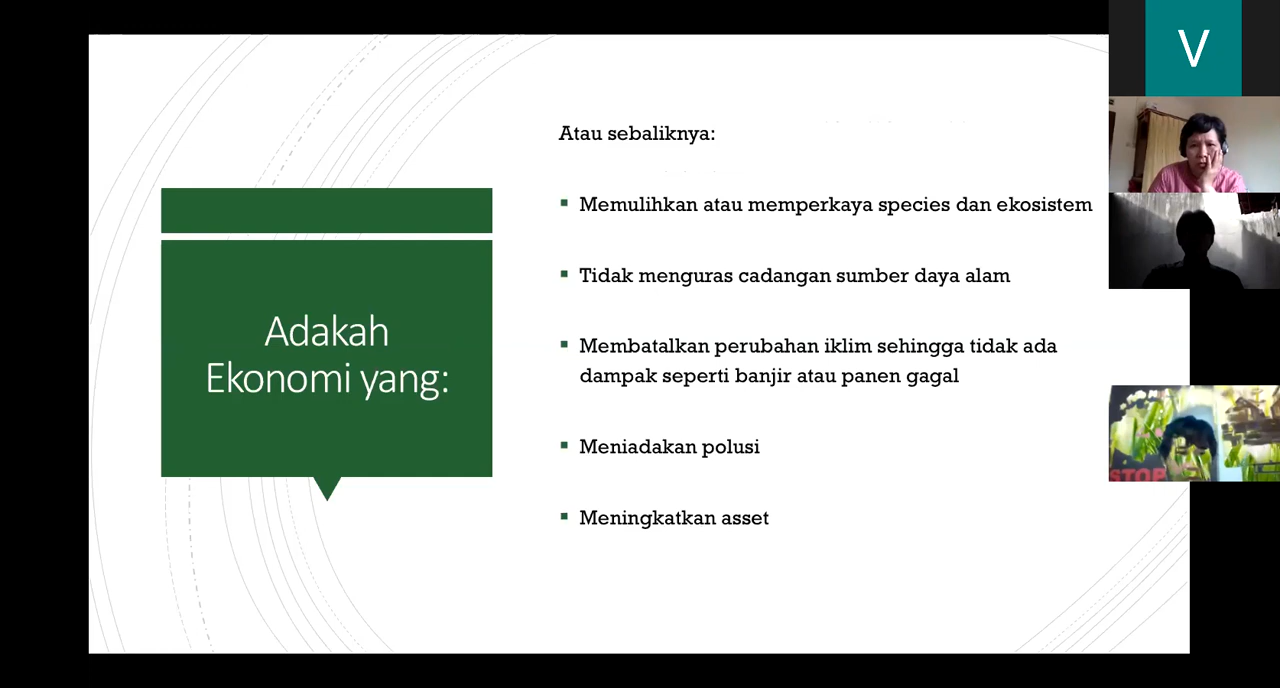 V
Atau sebaliknya:
Memulihkan atau memperkaya species dan ekosistem
Tidak menguras cadangan sumber daya alam
Adakah
Ekonomi yang:
Membatalkan perubahan iklim sehingga tidak ada
dampak seperti banjir atau panen gagal
Meniadakan polusi
STOP
Meningkatkan asset